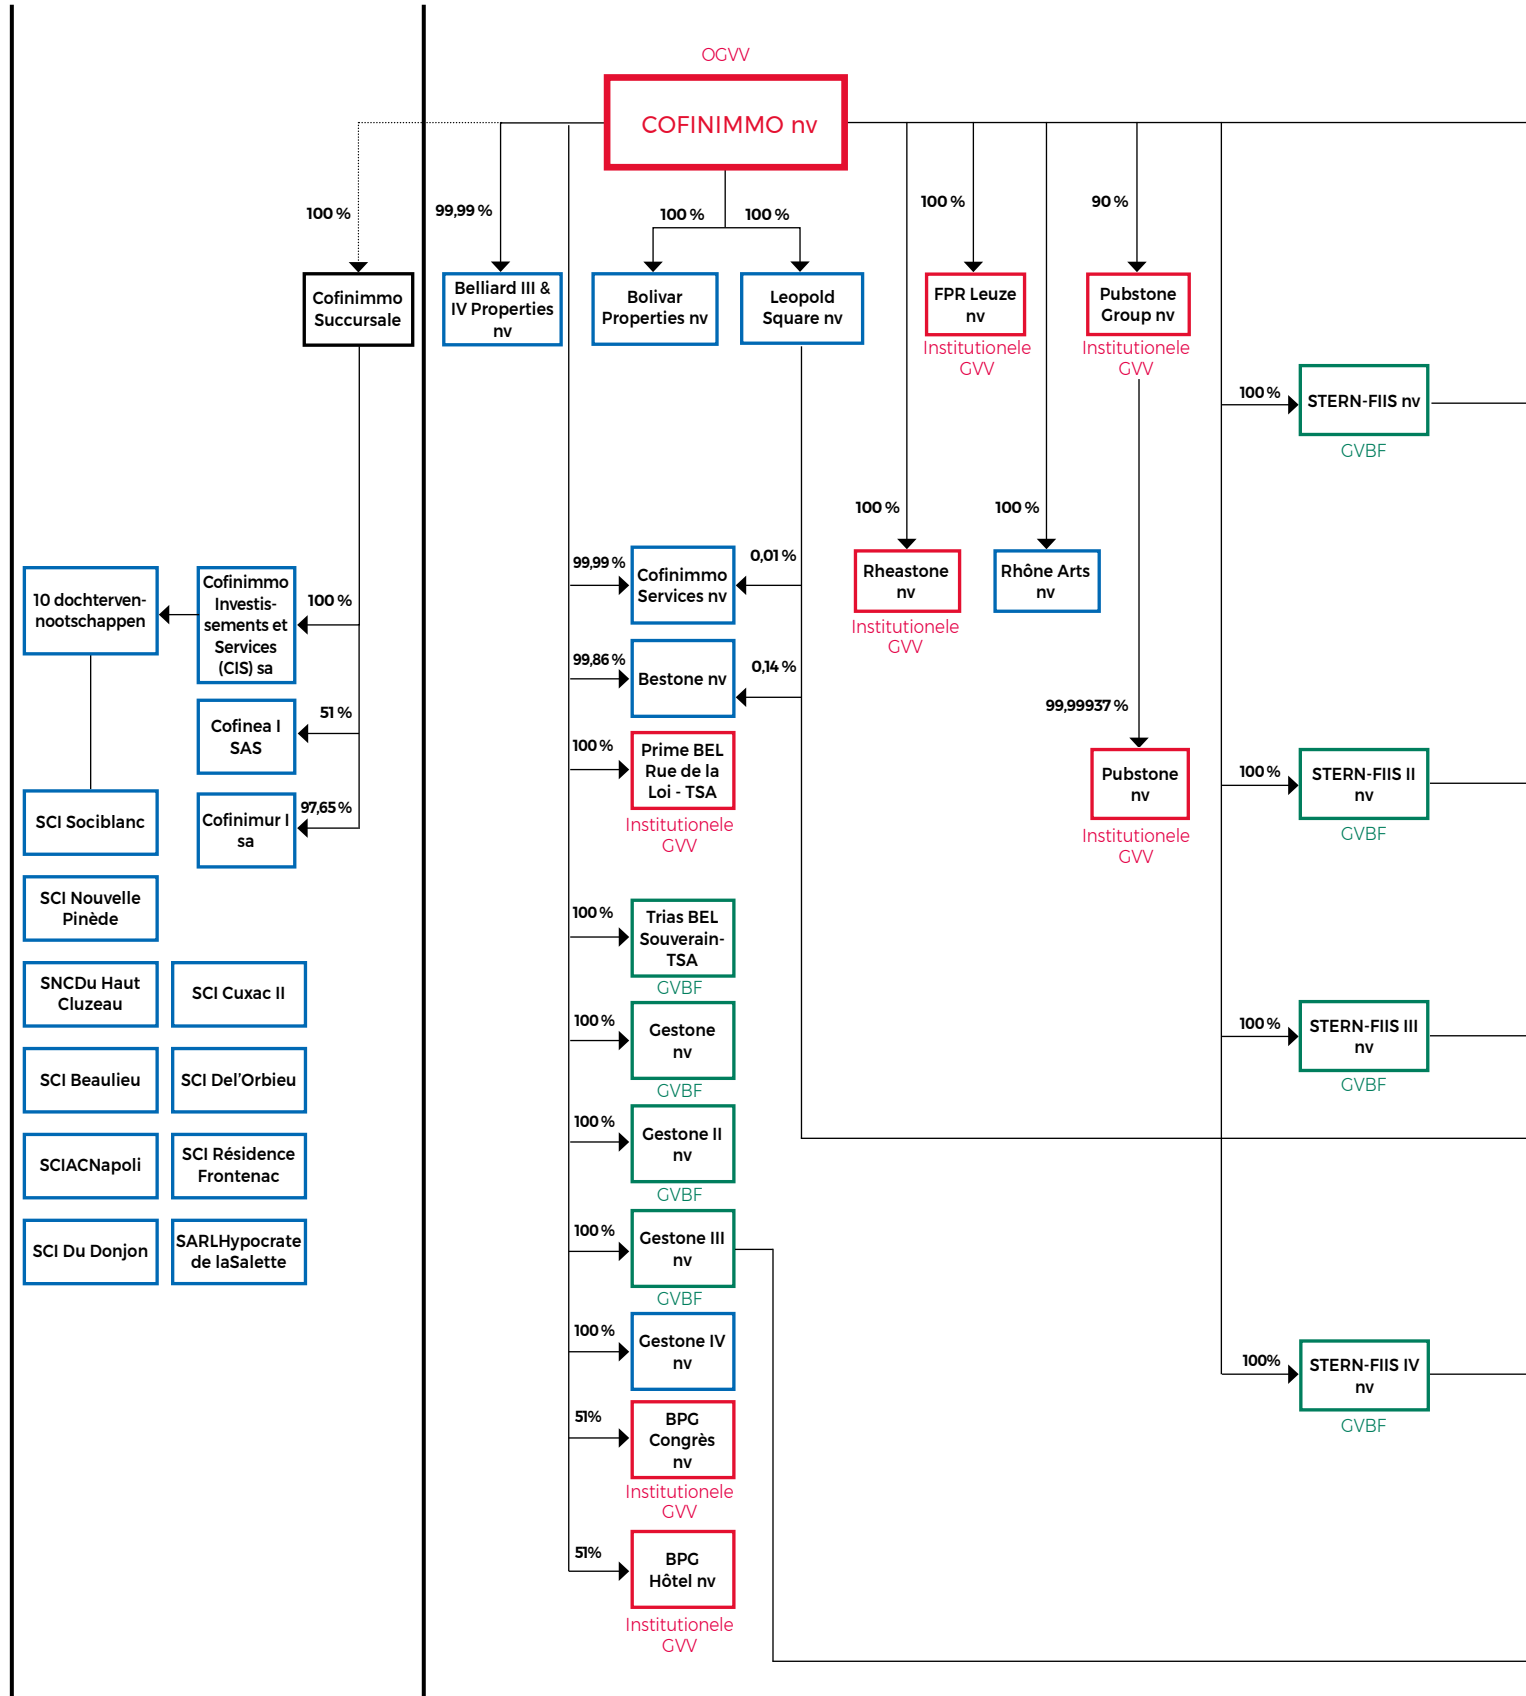 OGVV
COFINIMMO nv
100 %
99,99 %
100 %
100 %
100 %
90 %
Cofinimmo
Succursale
Belliard III &
IV Properties
nv
Bolivar
Properties nv
Leopold
Square nv
FPR Leuze
nv
Institutionele
GVV
Pubstone
Group nv
Institutionele
GVV
100 %
STERN-FIIS nv
GVBF
100 %
Rheastone
nv
Institutionele
GVV
100 %
Rhône Arts
nv
99,99 %
Cofinimmo
Services nv
0,01 %
10 dochterven-
nootschappen
Cofinimmo
Investis-
sements et
Services
(CIS) sa
100 %
99,86 %
Bestone nv
0,14 %
Cofinea I
SAS
51 %
99,99937 %
100 %
Prime BEL
Rue de la
Loi - TSA
Institutionele
GVV
Pubstone
nv
Institutionele
GVV
100 %
STERN-FIIS II
nv
GVBF
SCI Sociblanc
Cofinimur I
sa
97,65 %
SCI Nouvelle
Pinède
100 %
Trias BEL
Souverain-
TSA
GVBF
SNCDu Haut
Cluzeau
SCI Cuxac II
100 %
Gestone
nv
GVBF
100 %
STERN-FIIS III
nv
GVBF
SCI Beaulieu
SCI Del’Orbieu
100 %
Gestone II
nv
GVBF
SCIACNapoli
SCI Résidence
Frontenac
SCI Du Donjon
SARLHypocrate
de laSalette
100 %
Gestone III
nv
GVBF
100 %
Gestone IV
nv
100%
STERN-FIIS IV
nv
GVBF
51%
BPG
Congrès
nv
Institutionele
GVV
51%
BPG
Hôtel nv
Institutionele
GVV